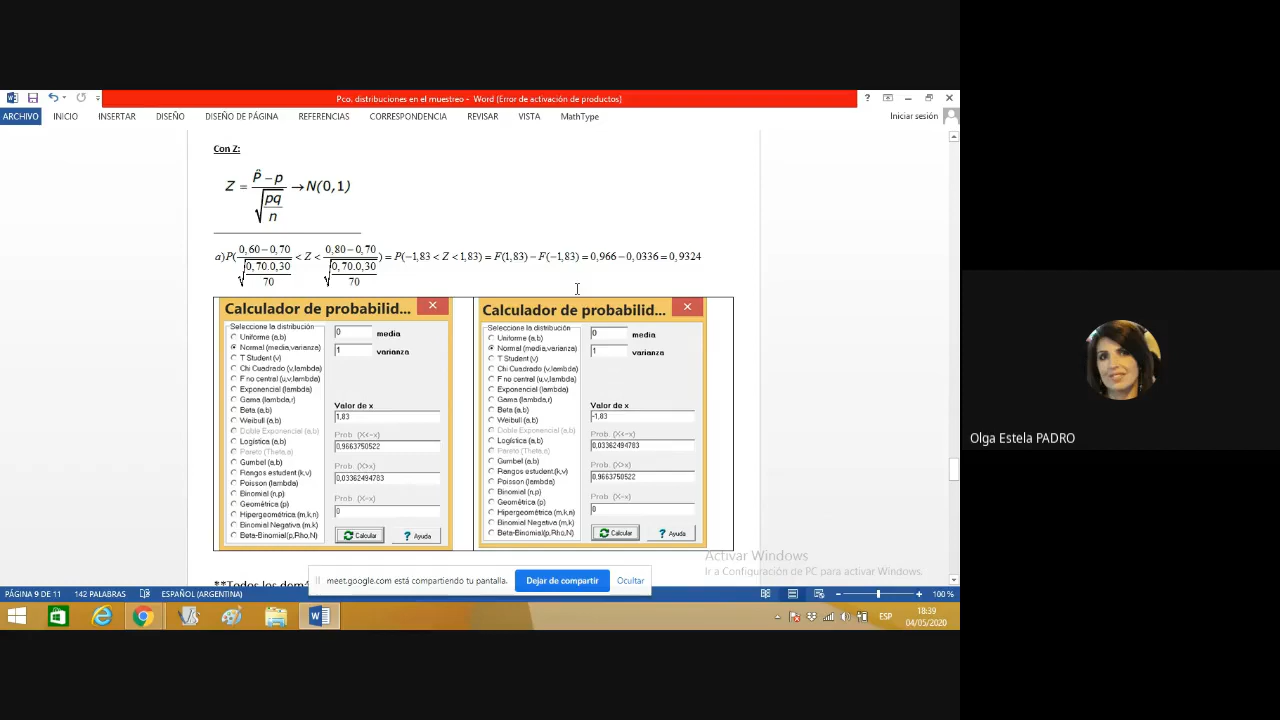 Pco, distribuciones en el muestreo - Word (Error de activación de productos)
ARCHIVO INICIO INSERTAR DISEÑO DISEÑO DE PÁGINA REFERENCIAS CORRESPONDENCIA REVISAR VISTA MathType Iniciar sesión
Con Z:
Z = (P̂ – p) / √(pq/n) → N(0,1)
a) P( (0,60 – 0,70) / √(0,70.0,30/70) < Z < (0,80 – 0,70) / √(0,70.0,30/70) ) = P(–1,83 < Z < 1,83) = F(1,83) – F(–1,83) = 0,966 – 0,0336 = 0,9324
Calculador de probabilid...
Seleccione la distribución
Uniforme (a,b)
Normal (media,varianza)
T Student (v)
Chi Cuadrado (v,lambda)
F no central (u,v,lambda)
Exponencial (lambda)
Gama (lambda,r)
Beta (a,b)
Weibull (a,b)
Doble Exponencial (a,b)
Logística (a,b)
Pareto (Theta,a)
Gumbel (a,b)
Rangos estudent(k,v)
Poisson (lambda)
Binomial (n,p)
Geométrica (p)
Hipergeométrica (m,k,n)
Binomial Negativa (m,k)
Beta-Binomial(p,Rho,N)
0 media
1 varianza
Valor de x
1,83
Prob. (X<=x)
0,9663750522
Prob. (X>x)
0,03362494783
Prob. (X=x)
0
Calcular ? Ayuda
Calculador de probabilid...
Seleccione la distribución
Uniforme (a,b)
Normal (media,varianza)
T Student (v)
Chi Cuadrado (v,lambda)
F no central (u,v,lambda)
Exponencial (lambda)
Gama (lambda,r)
Beta (a,b)
Weibull (a,b)
Doble Exponencial (a,b)
Logística (a,b)
Pareto (Theta,a)
Gumbel (a,b)
Rangos estudent(k,v)
Poisson (lambda)
Binomial (n,p)
Geométrica (p)
Hipergeométrica (m,k,n)
Binomial Negativa (m,k)
Beta-Binomial(p,Rho,N)
0 media
1 varianza
Valor de x
-1,83
Prob. (X<=x)
0,03362494783
Prob. (X>x)
0,9663750522
Prob. (X=x)
0
Calcular ? Ayuda
Activar Windows
Ir a Configuración de PC para activar Windows.
**Todos los demá
meet.google.com está compartiendo tu pantalla. Dejar de compartir Ocultar
PÁGINA 9 DE 11 142 PALABRAS ESPAÑOL (ARGENTINA) 100 %
ESP 18:39
04/05/2020
Olga Estela PADRO